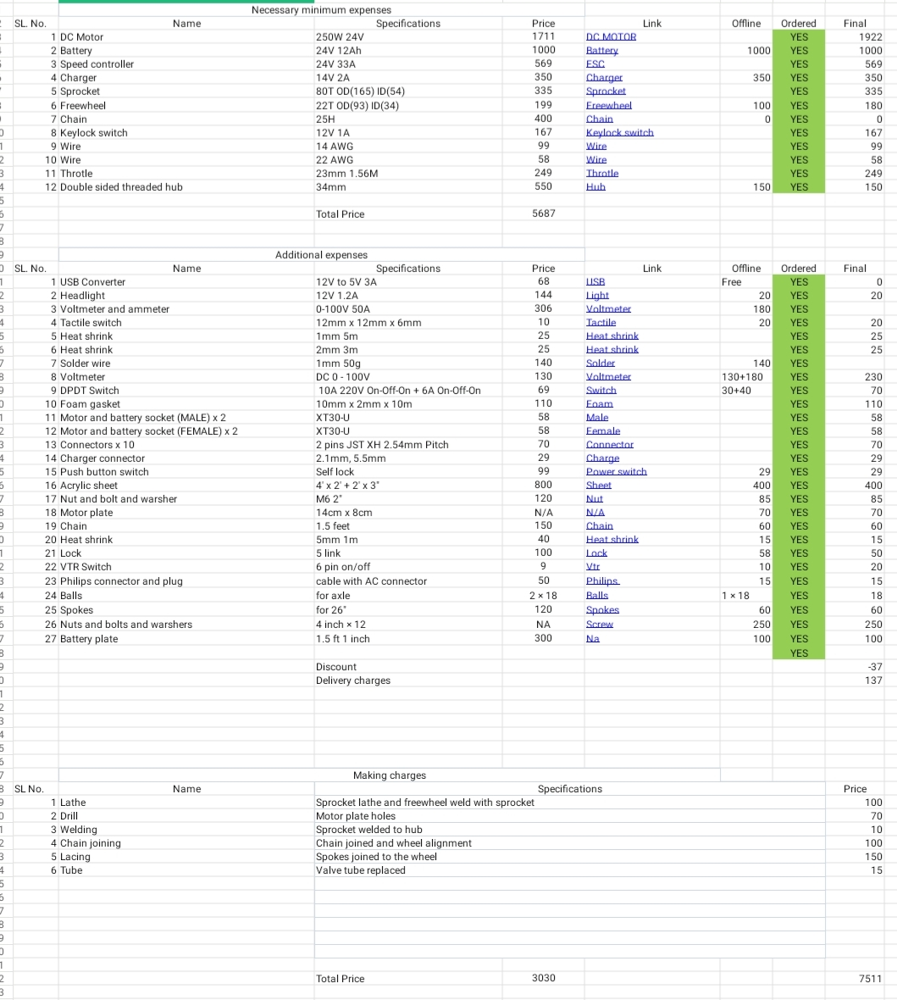 Necessary minimum expenses
SL. No. Name Specifications Price Link Offline Ordered Final
1 DC Motor 250W 24V 1711 DC MOTOR YES 1922
2 Battery 24V 12Ah 1000 Battery 1000 YES 1000
3 Speed controller 24V 33A 569 ESC YES 569
4 Charger 14V 2A 350 Charger 350 YES 350
5 Sprocket 80T OD(165) ID(54) 335 Sprocket YES 335
6 Freewheel 22T OD(93) ID(34) 199 Freewheel 100 YES 180
7 Chain 25H 400 Chain 0 YES 0
8 Keylock switch 12V 1A 167 Keylock switch YES 167
9 Wire 14 AWG 99 Wire YES 99
10 Wire 22 AWG 58 Wire YES 58
11 Throtle 23mm 1.56M 249 Throtle YES 249
12 Double sided threaded hub 34mm 550 Hub 150 YES 150
Total Price 5687
Additional expenses
SL. No. Name Specifications Price Link Offline Ordered Final
1 USB Converter 12V to 5V 3A 68 USB Free YES 0
2 Headlight 12V 1.2A 144 Light 20 YES 20
3 Voltmeter and ammeter 0-100V 50A 306 Voltmeter 180 YES
4 Tactile switch 12mm x 12mm x 6mm 10 Tactile 20 YES 20
5 Heat shrink 1mm 5m 25 Heat shrink YES 25
6 Heat shrink 2mm 3m 25 Heat shrink YES 25
7 Solder wire 1mm 50g 140 Solder 140 YES
8 Voltmeter DC 0 - 100V 130 Voltmeter 130+180 YES 230
9 DPDT Switch 10A 220V On-Off-On + 6A On-Off-On 69 Switch 30+40 YES 70
10 Foam gasket 10mm x 2mm x 10m 110 Foam YES 110
11 Motor and battery socket (MALE) x 2 XT30-U 58 Male YES 58
12 Motor and battery socket (FEMALE) x 2 XT30-U 58 Female YES 58
13 Connectors x 10 2 pins JST XH 2.54mm Pitch 70 Connector YES 70
14 Charger connector 2.1mm, 5.5mm 29 Charge YES 29
15 Push button switch Self lock 99 Power switch 29 YES 29
16 Acrylic sheet 4' x 2' + 2' x 3" 800 Sheet 400 YES 400
17 Nut and bolt and warsher M6 2" 120 Nut 85 YES 85
18 Motor plate 14cm x 8cm N/A N/A 70 YES 70
19 Chain 1.5 feet 150 Chain 60 YES 60
20 Heat shrink 5mm 1m 40 Heat shrink 15 YES 15
21 Lock 5 link 100 Lock 58 YES 50
22 VTR Switch 6 pin on/off 9 Vtr 10 YES 20
23 Philips connector and plug cable with AC connector 50 Philips 15 YES 15
24 Balls for axle 2 × 18 Balls 1 × 18 YES 18
25 Spokes for 26" 120 Spokes 60 YES 60
26 Nuts and bolts and warshers 4 inch × 12 NA Screw 250 YES 250
27 Battery plate 1.5 ft 1 inch 300 Na 100 YES 100
YES
Discount -37
Delivery charges 137
Making charges
SL No. Name Specifications Price
1 Lathe Sprocket lathe and freewheel weld with sprocket 100
2 Drill Motor plate holes 70
3 Welding Sprocket welded to hub 10
4 Chain joining Chain joined and wheel alignment 100
5 Lacing Spokes joined to the wheel 150
6 Tube Valve tube replaced 15
Total Price 3030 7511